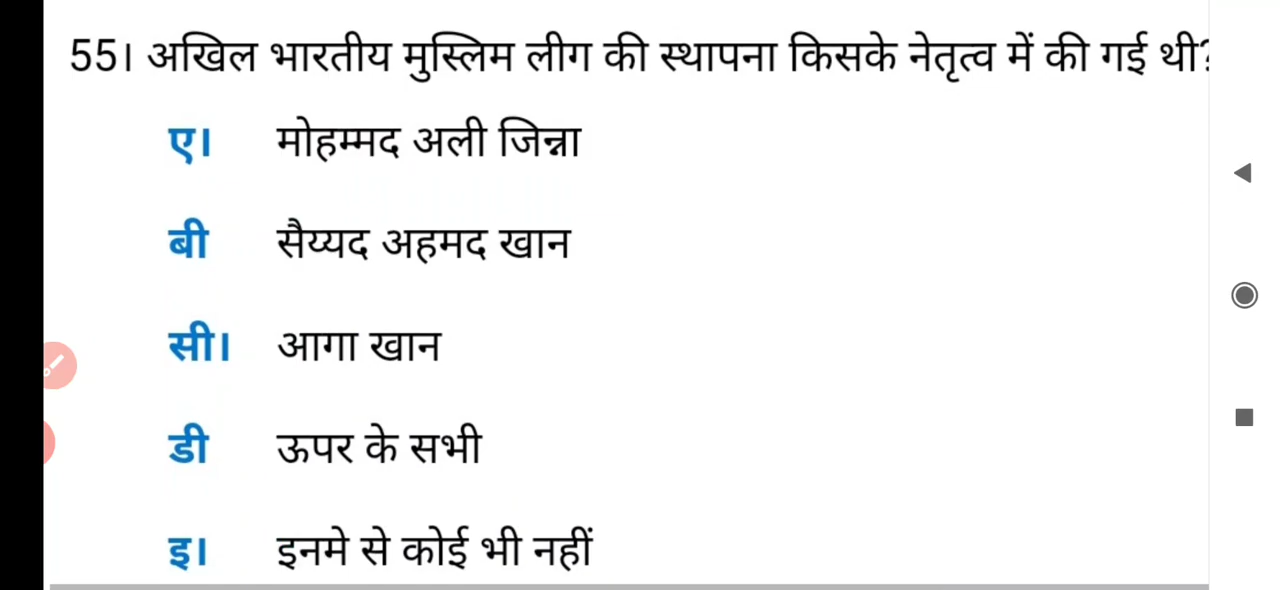 55। अखिल भारतीय मुस्लिम लीग की स्थापना किसके नेतृत्व में की गई थी?
ए। मोहम्मद अली जिन्ना
बी सैय्यद अहमद खान
सी। आगा खान
डी ऊपर के सभी
इ। इनमे से कोई भी नहीं